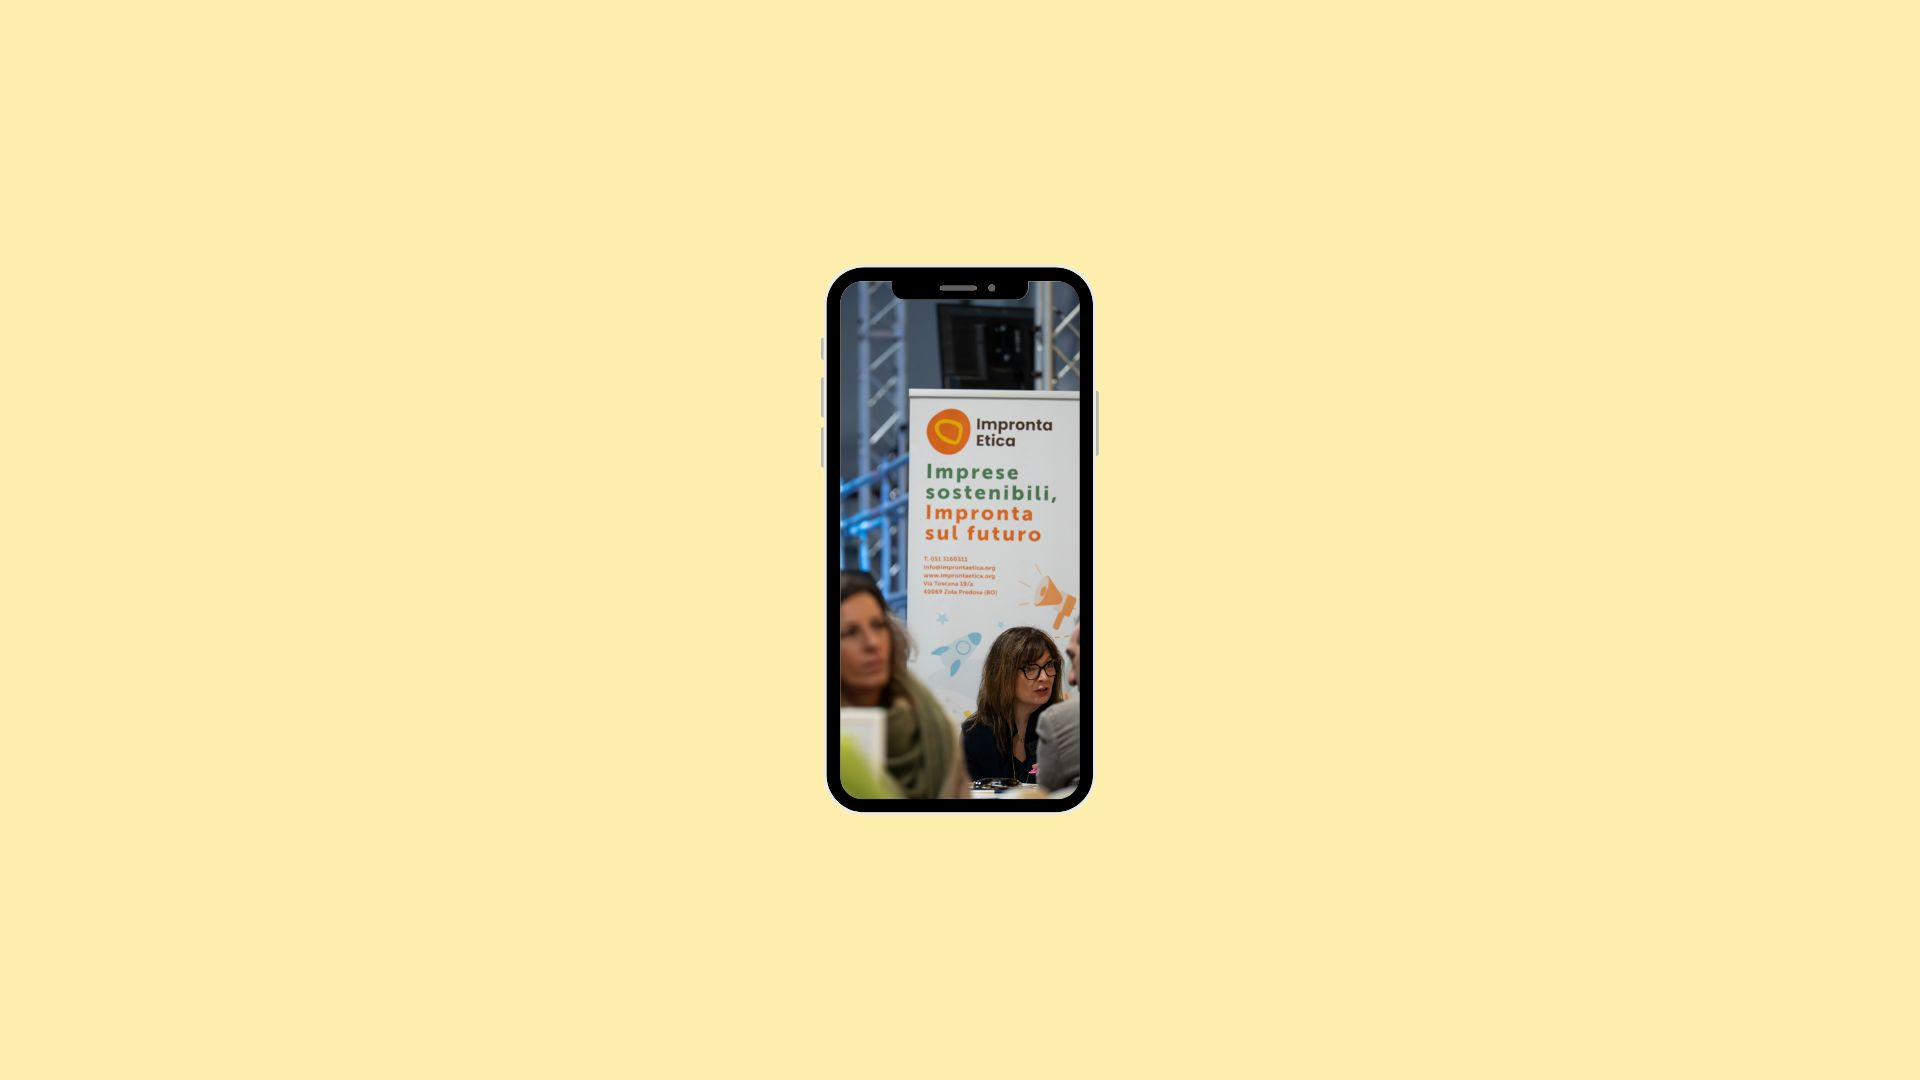 Impronta
Etica
Imprese
sostenibili,
Impronta
sul futuro
T. 051 3160311
info@improntaetica.org
www.improntaetica.org
Via Toscana 19/a
40069 Zola Predosa (BO)